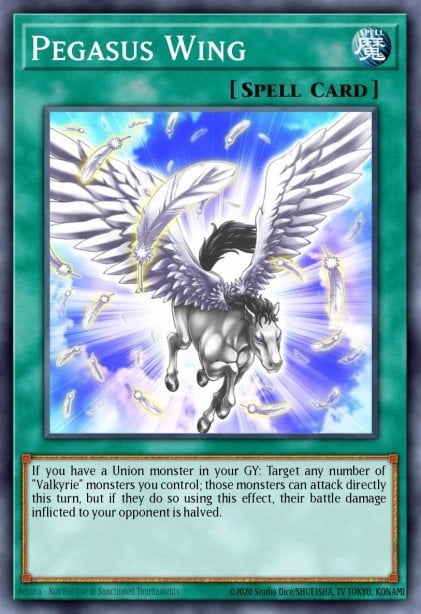 PEGASUS WING
SPELL
魔
[SPELL CARD]
If you have a Union monster in your GY: Target any number of
"Valkyrie" monsters you control; those monsters can attack directly
this turn, but if they do so using this effect, their battle damage
inflicted to your opponent is halved.
Replica - Not For Use in Sanctioned Tournaments
©2020 Studio Dice/SHUEISHA, TV TOKYO, KONAMI